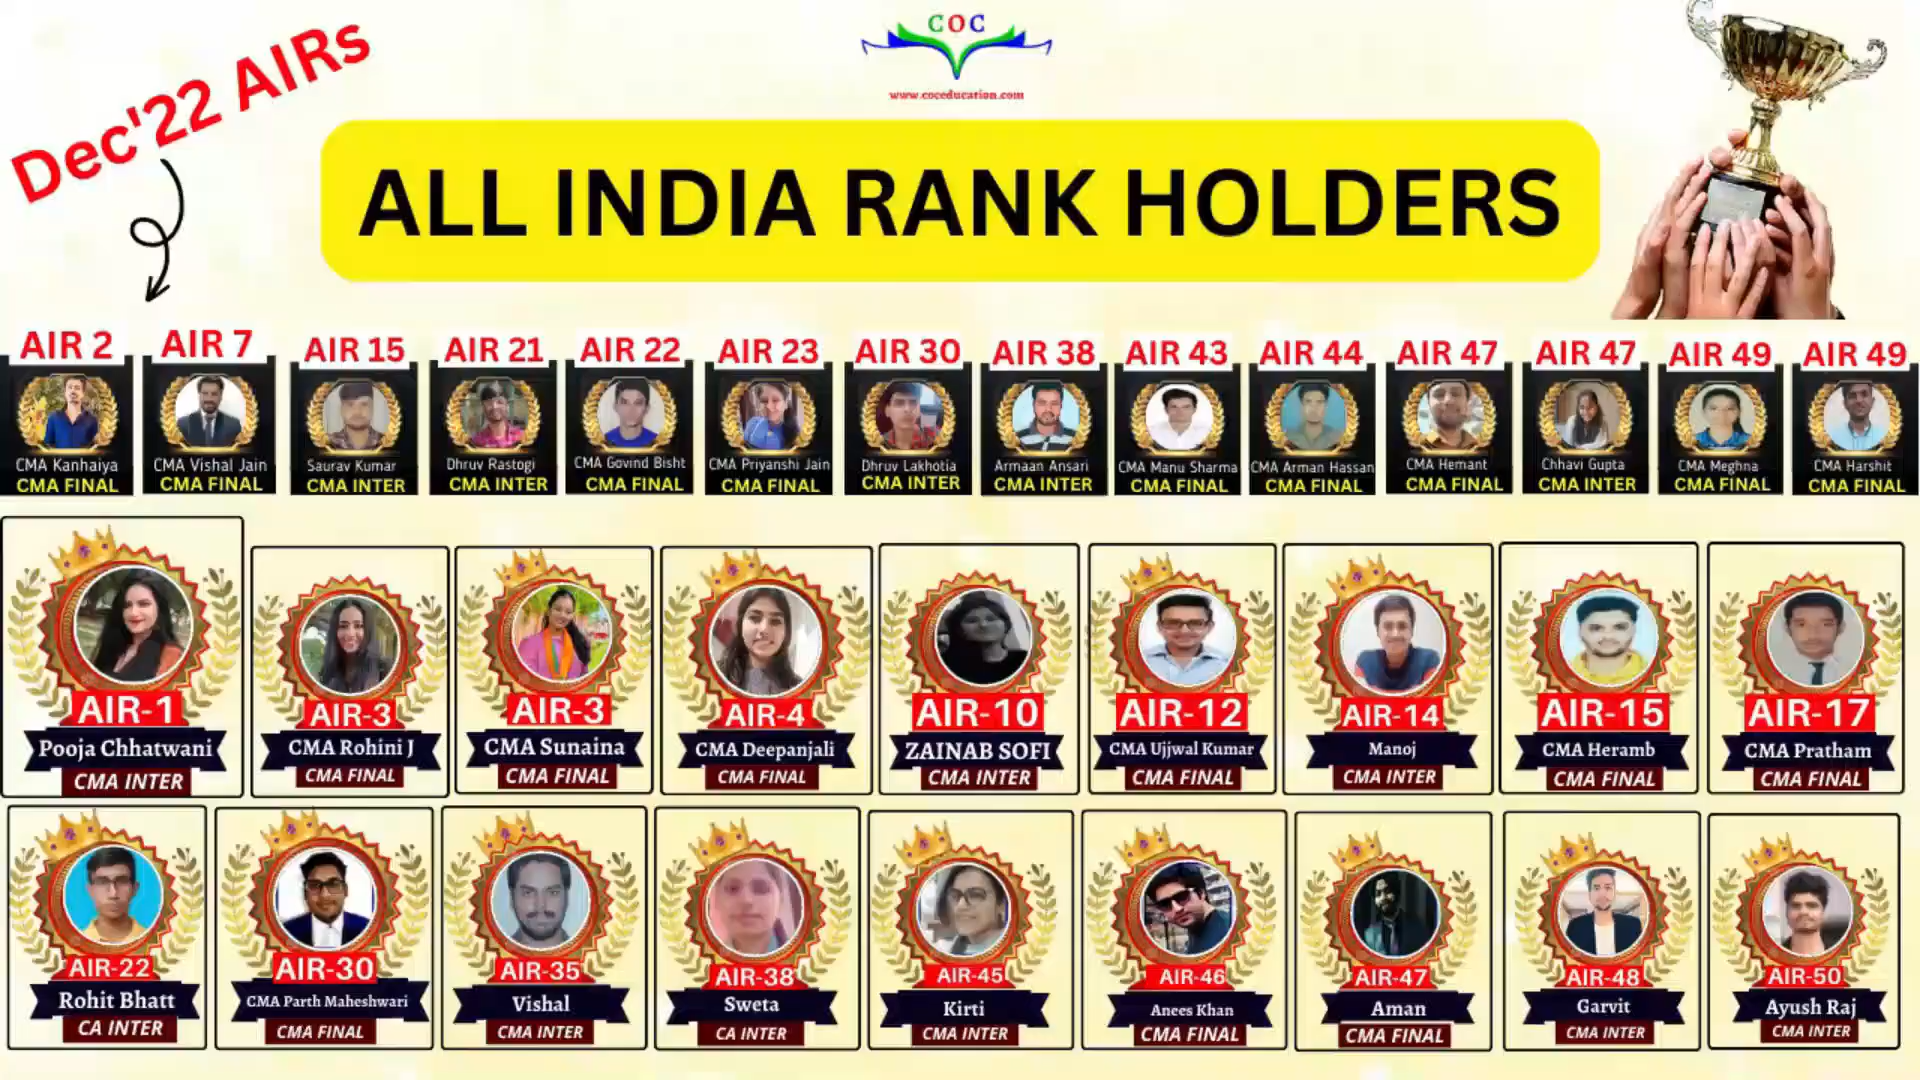 COC
www.coceducation.com
Dec'22 AIRs
ALL INDIA RANK HOLDERS
AIR 2
CMA Kanhaiya
CMA FINAL
AIR 7
CMA Vishal Jain
CMA FINAL
AIR 15
Saurav Kumar
CMA INTER
AIR 21
Dhruv Rastogi
CMA INTER
AIR 22
CMA Govind Bisht
CMA FINAL
AIR 23
CMA Priyanshi Jain
CMA FINAL
AIR 30
Dhruv Lakhotia
CMA INTER
AIR 38
Armaan Ansari
CMA INTER
AIR 43
CMA Manu Sharma
CMA FINAL
AIR 44
CMA Arman Hassan
CMA FINAL
AIR 47
CMA Hemant
CMA FINAL
AIR 47
Chhavi Gupta
CMA INTER
AIR 49
CMA Meghna
CMA FINAL
AIR 49
CMA Harshit
CMA FINAL
AIR-1
Pooja Chhatwani
CMA INTER
AIR-3
CMA Rohini J
CMA FINAL
AIR-3
CMA Sunaina
CMA FINAL
AIR-4
CMA Deepanjali
CMA FINAL
AIR-10
ZAINAB SOFI
CMA INTER
AIR-12
CMA Ujjwal Kumar
CMA FINAL
AIR-14
Manoj
CMA INTER
AIR-15
CMA Heramb
CMA FINAL
AIR-17
CMA Pratham
CMA FINAL
AIR-22
Rohit Bhatt
CA INTER
AIR-30
CMA Parth Maheshwari
CMA FINAL
AIR-35
Vishal
CMA INTER
AIR-38
Sweta
CA INTER
AIR-45
Kirti
CMA INTER
AIR-46
Anees Khan
CMA FINAL
AIR-47
Aman
CMA FINAL
AIR-48
Garvit
CMA INTER
AIR-50
Ayush Raj
CMA INTER